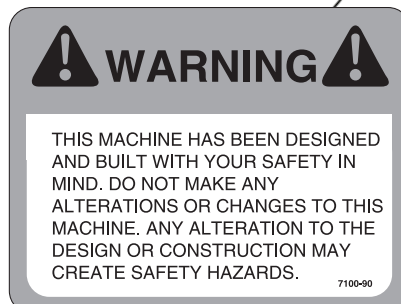 WARNING
THIS MACHINE HAS BEEN DESIGNED
AND BUILT WITH YOUR SAFETY IN
MIND. DO NOT MAKE ANY
ALTERATIONS OR CHANGES TO THIS
MACHINE. ANY ALTERATION TO THE
DESIGN OR CONSTRUCTION MAY
CREATE SAFETY HAZARDS.
7100-90